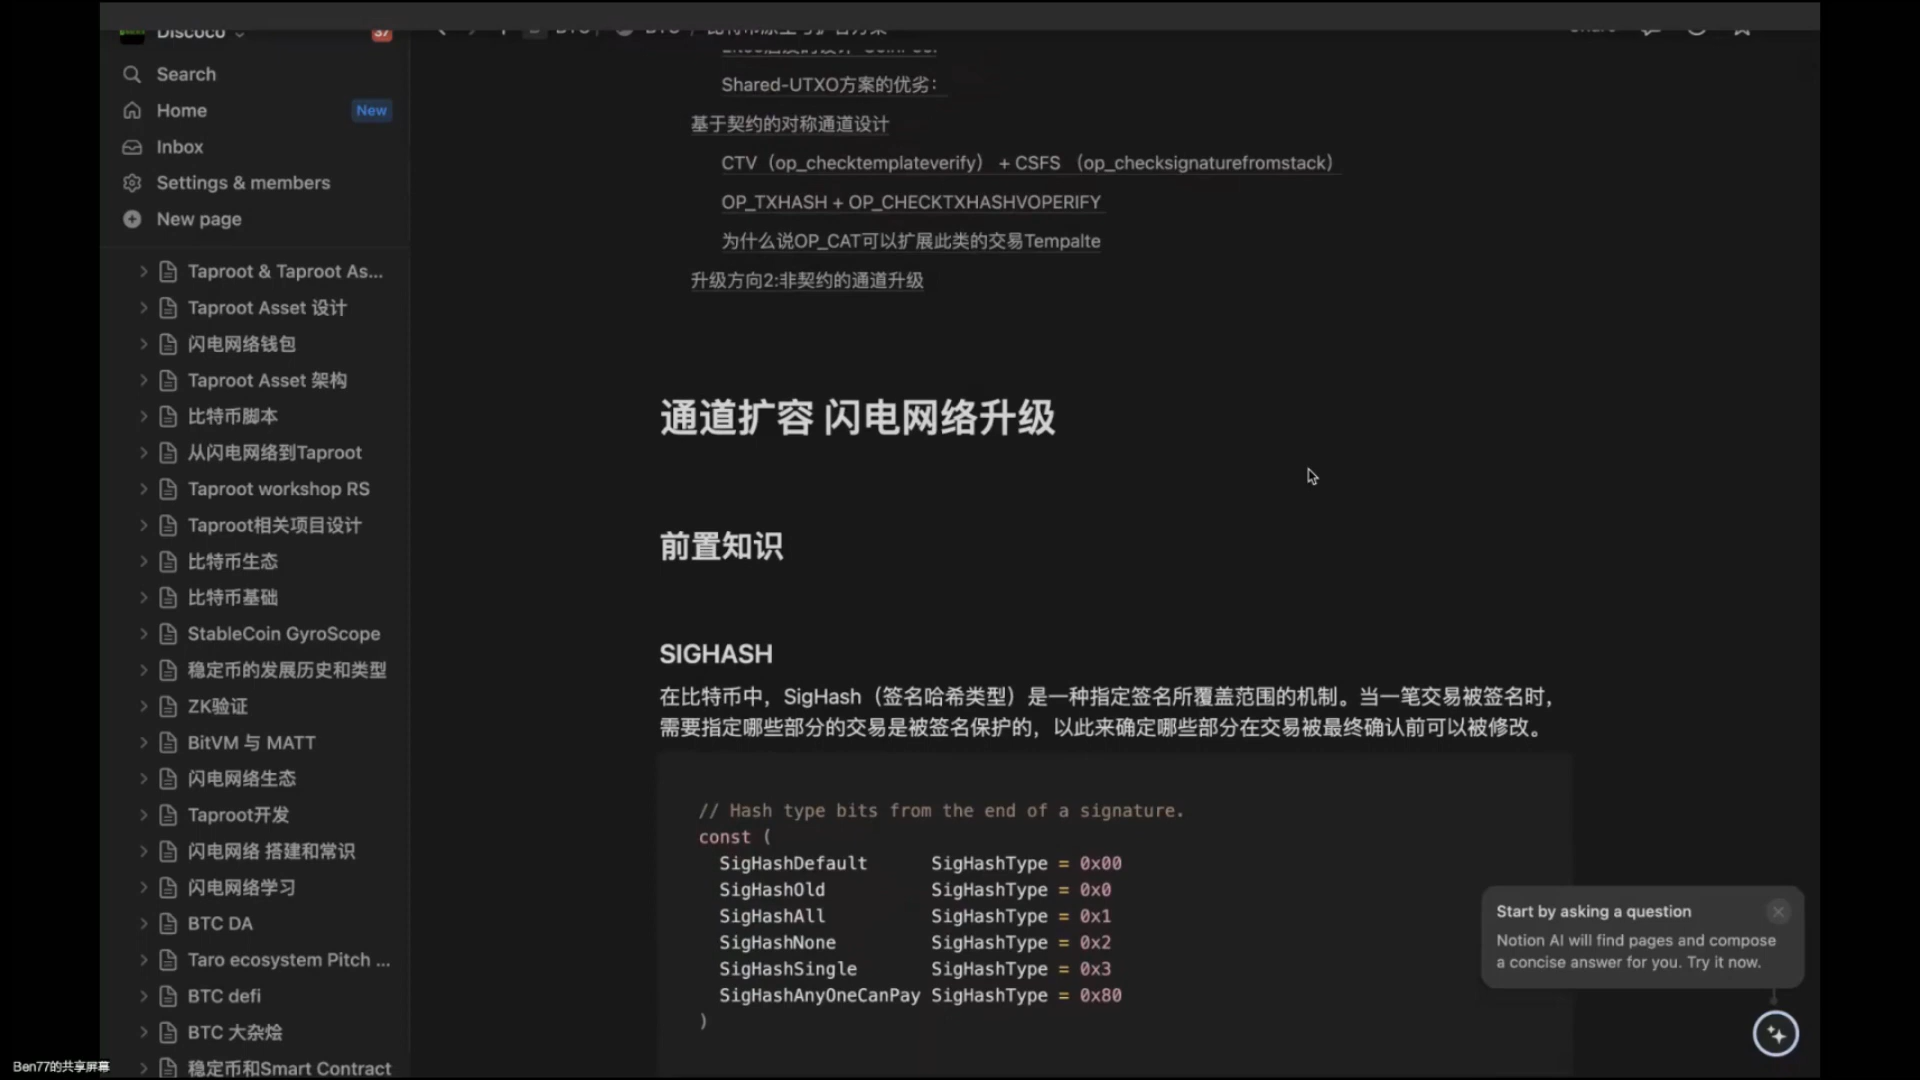 Discoco
37
Search
Home
New
Inbox
Settings & members
New page
Taproot & Taproot As...
Taproot Asset 设计
闪电网络钱包
Taproot Asset 架构
比特币脚本
从闪电网络到Taproot
Taproot workshop RS
Taproot相关项目设计
比特币生态
比特币基础
StableCoin GyroScope
稳定币的发展历史和类型
ZK验证
BitVM 与 MATT
闪电网络生态
Taproot开发
闪电网络 搭建和常识
闪电网络学习
BTC DA
Taro ecosystem Pitch ...
BTC defi
BTC 大杂烩
稳定币和Smart Contract
Shared-UTXO方案的优劣：
基于契约的对称通道设计
CTV（op_checktemplateverify） + CSFS （op_checksignaturefromstack）
OP_TXHASH + OP_CHECKTXHASHVOPERIFY
为什么说OP_CAT可以扩展此类的交易Tempalte
升级方向2:非契约的通道升级
通道扩容 闪电网络升级
前置知识
SIGHASH
在比特币中，SigHash（签名哈希类型）是一种指定签名所覆盖范围的机制。当一笔交易被签名时，
需要指定哪些部分的交易是被签名保护的，以此来确定哪些部分在交易被最终确认前可以被修改。
// Hash type bits from the end of a signature.
const (
SigHashDefault SigHashType = 0x00
SigHashOld SigHashType = 0x0
SigHashAll SigHashType = 0x1
SigHashNone SigHashType = 0x2
SigHashSingle SigHashType = 0x3
SigHashAnyOneCanPay SigHashType = 0x80
)
Start by asking a question
Notion AI will find pages and compose
a concise answer for you. Try it now.
Ben77的共享屏幕